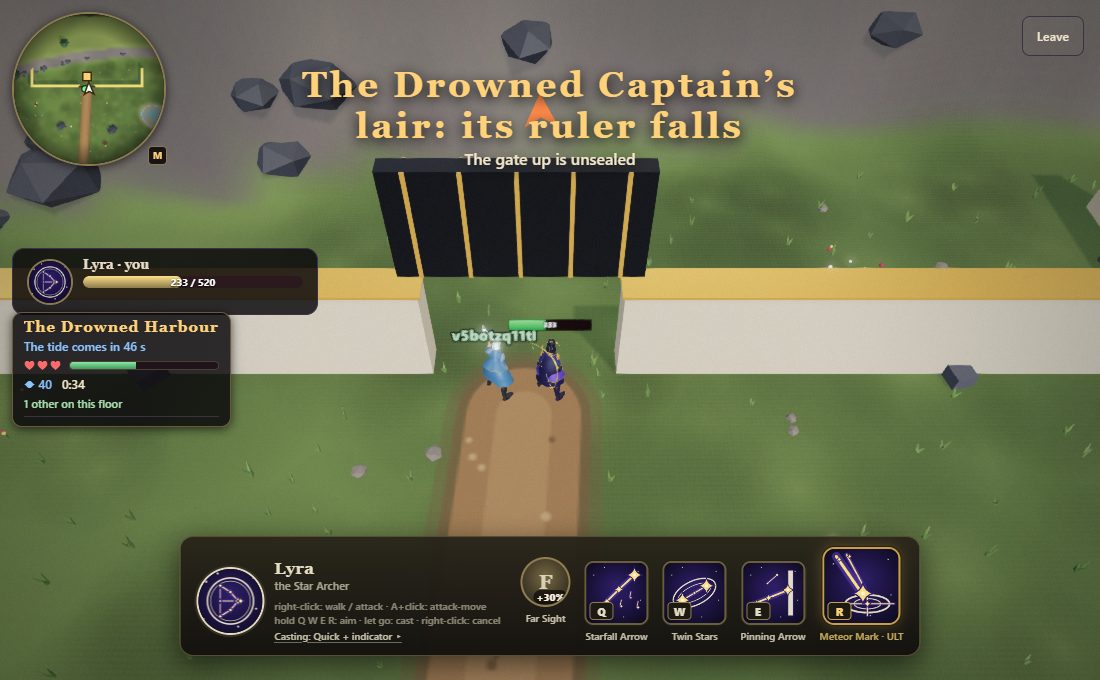 Leave
The Drowned Captain's
lair: its ruler falls
The gate up is unsealed
M
Lyra · you
233 / 520
The Drowned Harbour
The tide comes in 46 s
40 0:34
1 other on this floor
v5botzq11tl
Lyra
the Star Archer
right-click: walk / attack · A+click: attack-move
hold Q W E R: aim · let go: cast · right-click: cancel
Casting: Quick + indicator ▸
F
+30%
Far Sight
Q
Starfall Arrow
W
Twin Stars
E
Pinning Arrow
R
Meteor Mark · ULT